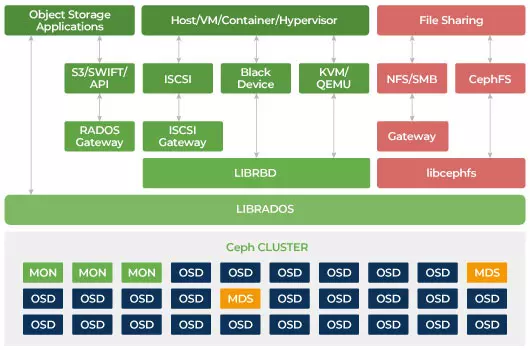 Object Storage
Applications
Host/VM/Container/Hypervisor
File Sharing
S3/SWIFT/
API
ISCSI
Black
Device
KVM/
QEMU
NFS/SMB
CephFS
RADOS
Gateway
ISCSI
Gateway
Gateway
LIBRBD
libcephfs
LIBRADOS
Ceph CLUSTER
MON MON MON OSD OSD OSD OSD OSD OSD MDS
OSD OSD OSD OSD MDS OSD OSD OSD OSD OSD
OSD OSD OSD OSD OSD OSD OSD OSD OSD OSD